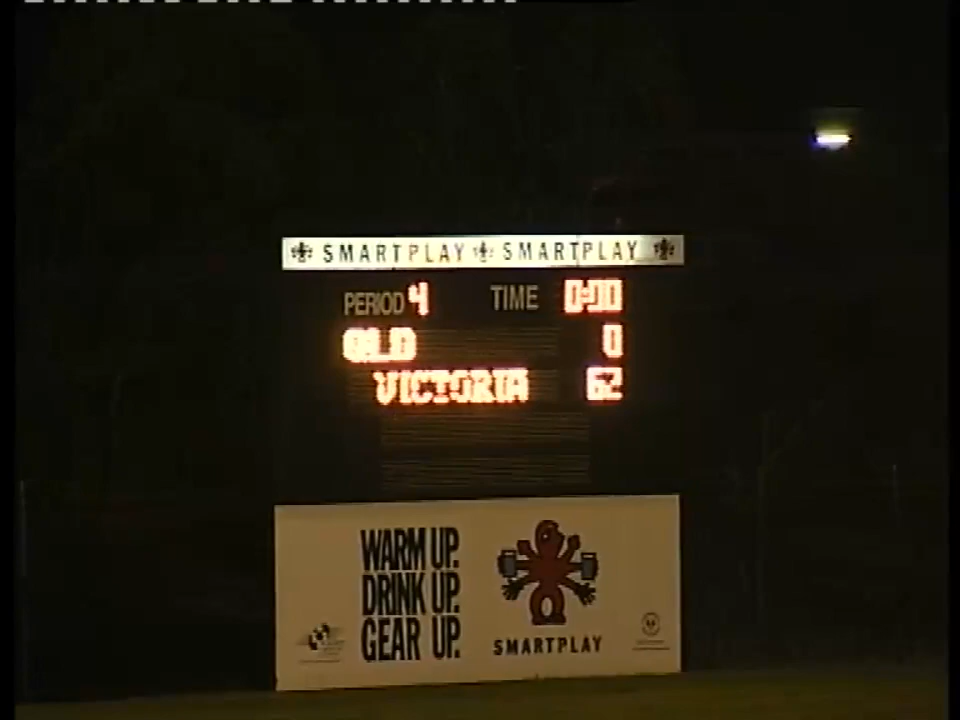 SMARTPLAY SMARTPLAY
PERIOD 4 TIME 0:00
QLD 0
VICTORIA 62
WARM UP.
DRINK UP.
GEAR UP.
SMARTPLAY